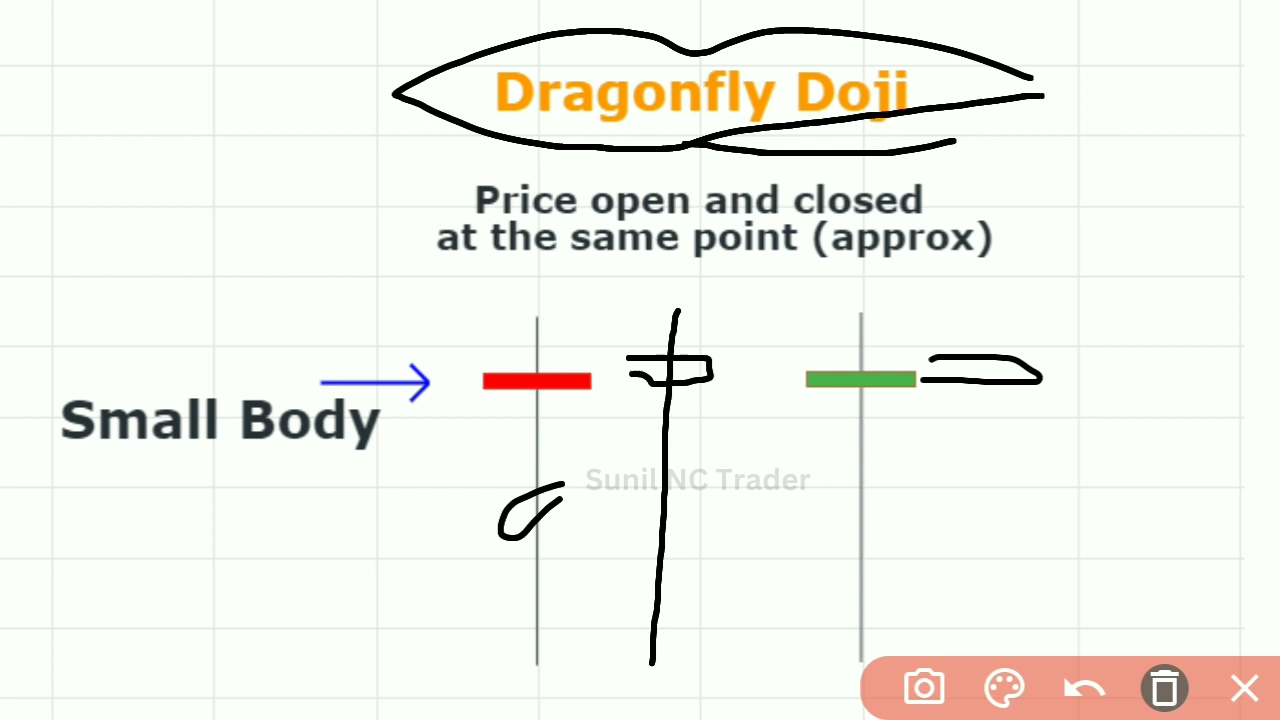 Dragonfly Doji
Price open and closed
at the same point (approx)
Small Body
Sunil NC Trader